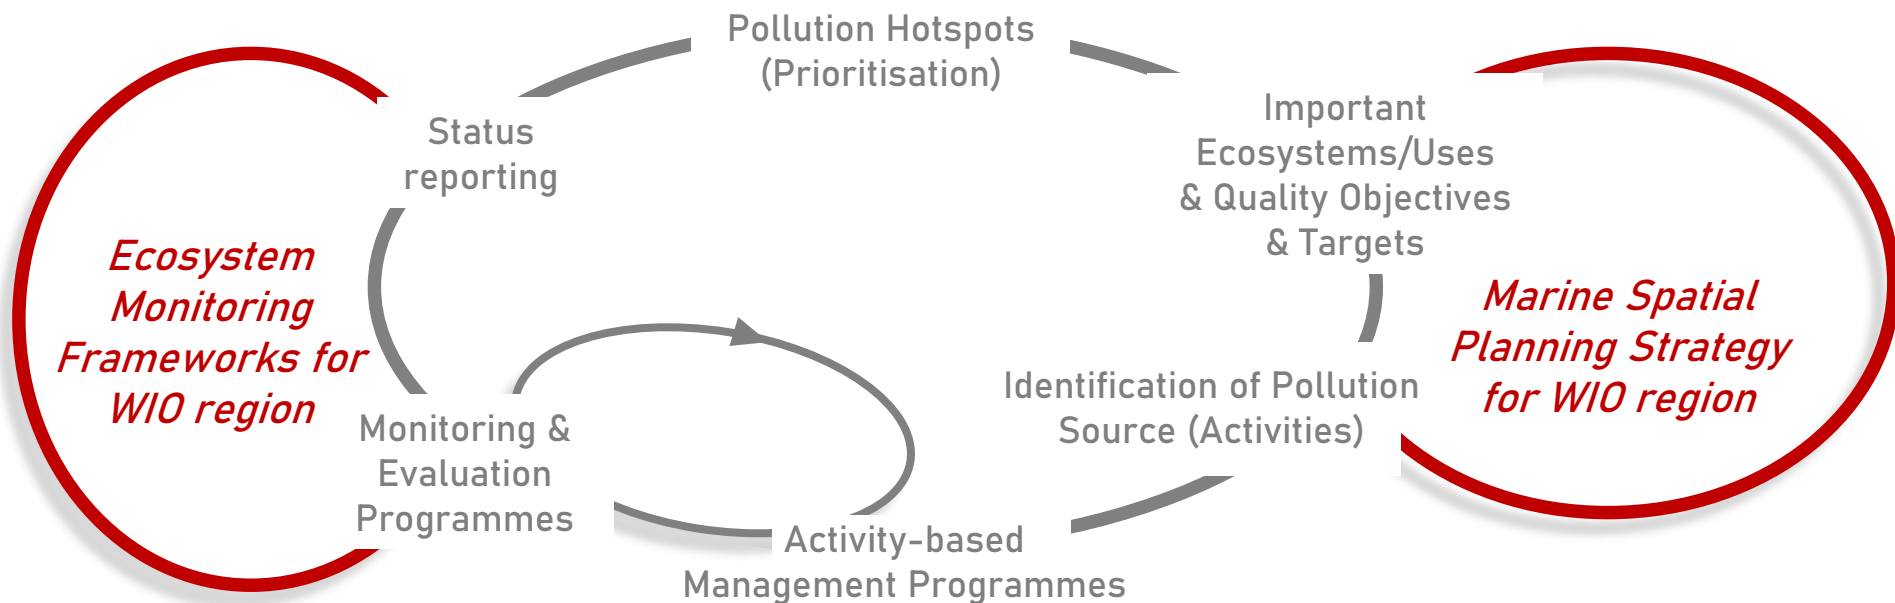 Pollution Hotspots
(Prioritisation)
Important
Ecosystems/Uses
& Quality Objectives
& Targets
Status
reporting
Ecosystem
Monitoring
Frameworks for
WIO region
Marine Spatial
Planning Strategy
for WIO region
Identification of Pollution
Source (Activities)
Monitoring &
Evaluation
Programmes
Activity-based
Management Programmes